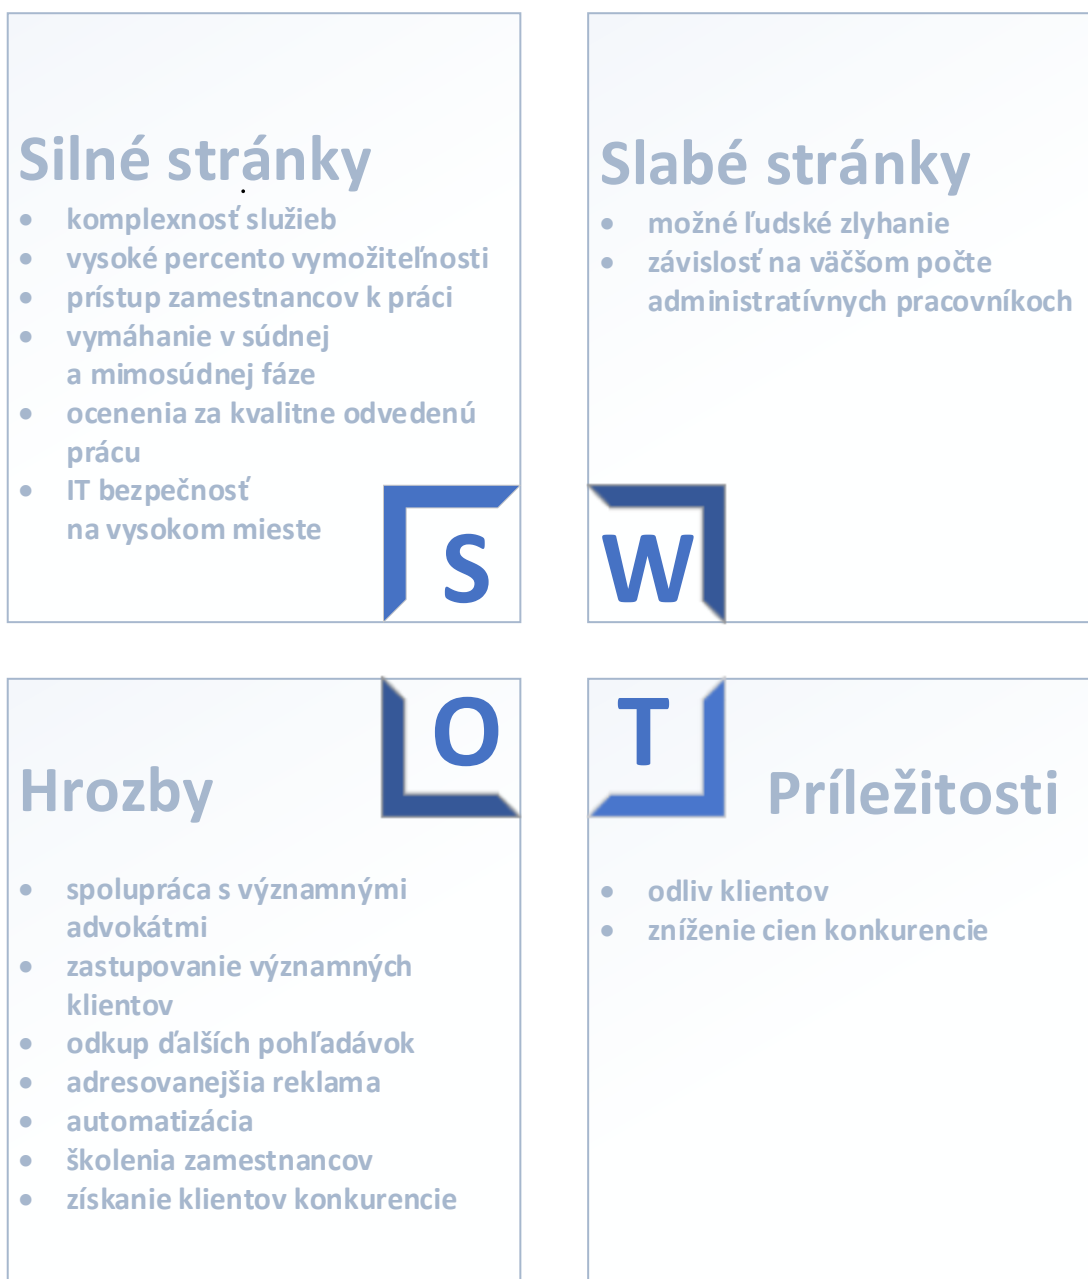 Silné stránky
• komplexnosť služieb
• vysoké percento vymožiteľnosti
• prístup zamestnancov k práci
• vymáhanie v súdnej
a mimosúdnej fáze
• ocenenia za kvalitne odvedenú
prácu
• IT bezpečnosť
na vysokom mieste
S
Slabé stránky
• možné ľudské zlyhanie
• závislosť na väčšom počte
administratívnych pracovníkoch
W
O
Hrozby
• spolupráca s významnými
advokátmi
• zastupovanie významných
klientov
• odkup ďalších pohľadávok
• adresovanejšia reklama
• automatizácia
• školenia zamestnancov
• získanie klientov konkurencie
T
Príležitosti
• odliv klientov
• zníženie cien konkurencie